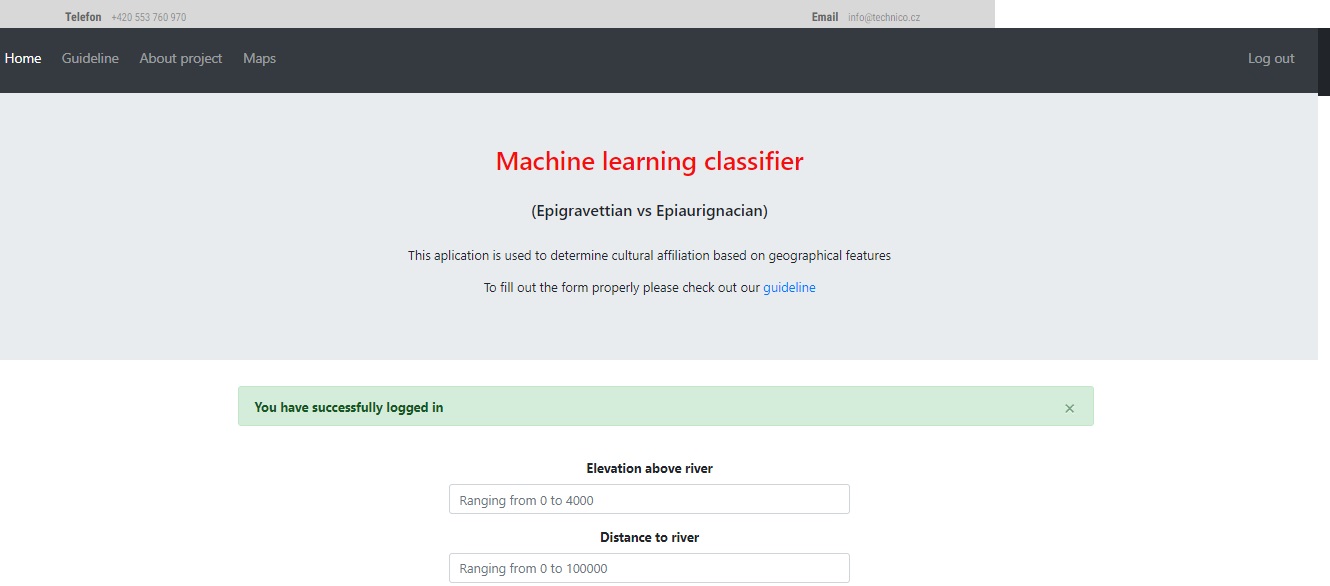 Telefon +420 553 760 970 Email info@technico.cz
Home Guideline About project Maps Log out
Machine learning classifier
(Epigravettian vs Epiaurignacian)
This aplication is used to determine cultural affiliation based on geographical features
To fill out the form properly please check out our guideline
You have successfully logged in ×
Elevation above river
Ranging from 0 to 4000
Distance to river
Ranging from 0 to 100000